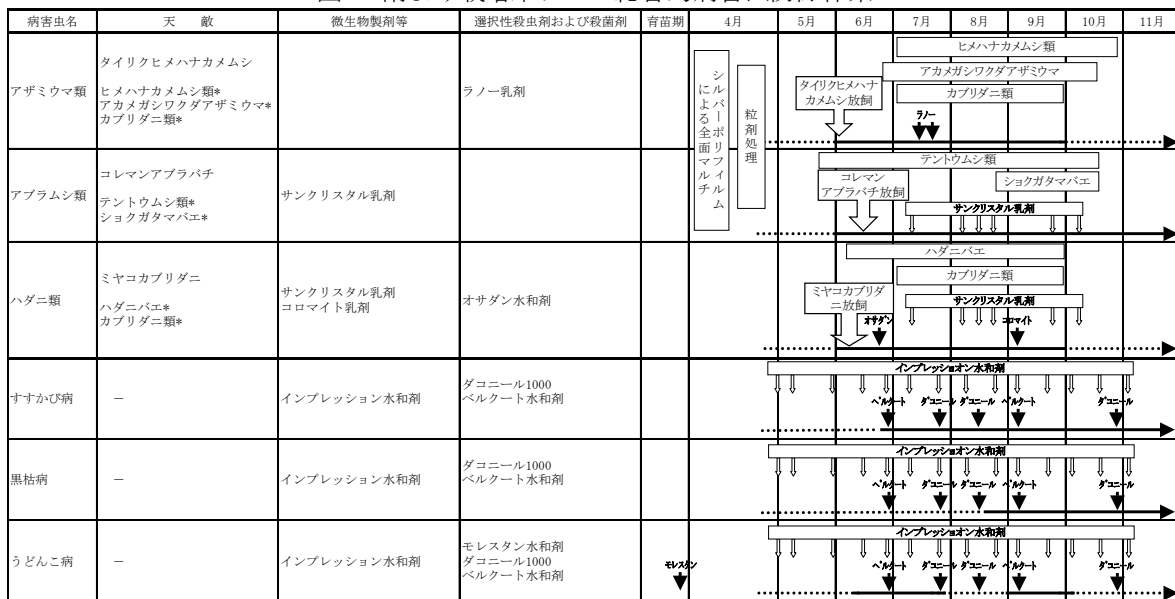 病害虫名 天 敵 微生物製剤等 選択性殺虫剤および殺菌剤 育苗期 4月 5月 6月 7月 8月 9月 10月 11月
アザミウマ類
タイリクヒメハナカメムシ
ヒメハナカメムシ類*
アカメガシワクダアザミウマ*
カブリダニ類*
ラノー乳剤
シルバーポリフィルム
による全面マルチ
粒剤処理
タイリクヒメハナ
カメムシ放飼
ヒメハナカメムシ類
アカメガシワクダアザミウマ
カブリダニ類
ラノー
アブラムシ類
コレマンアブラバチ
テントウムシ類*
ショクガタマバエ*
サンクリスタル乳剤
コレマン
アブラバチ放飼
テントウムシ類
ショクガタマバエ
サンクリスタル乳剤
ハダニ類
ミヤコカブリダニ
ハダニバエ*
カブリダニ類*
サンクリスタル乳剤
コロマイト乳剤
オサダン水和剤
ミヤコカブリダ
ニ放飼
ハダニバエ
カブリダニ類
サンクリスタル乳剤
オサダン
コロマイト
すすかび病
－
インプレッション水和剤
ダコニール1000
ベルクート水和剤
インプレッショオン水和剤
ベルクート ダコニール ダコニール ベルクート ダコニール
黒枯病
－
インプレッション水和剤
ダコニール1000
ベルクート水和剤
インプレッショオン水和剤
ベルクート ダコニール ダコニール ベルクート ダコニール
うどんこ病
－
インプレッション水和剤
モレスタン水和剤
ダコニール1000
ベルクート水和剤
モレスタン
インプレッショオン水和剤
ベルクート ダコニール ダコニール ベルクート ダコニール